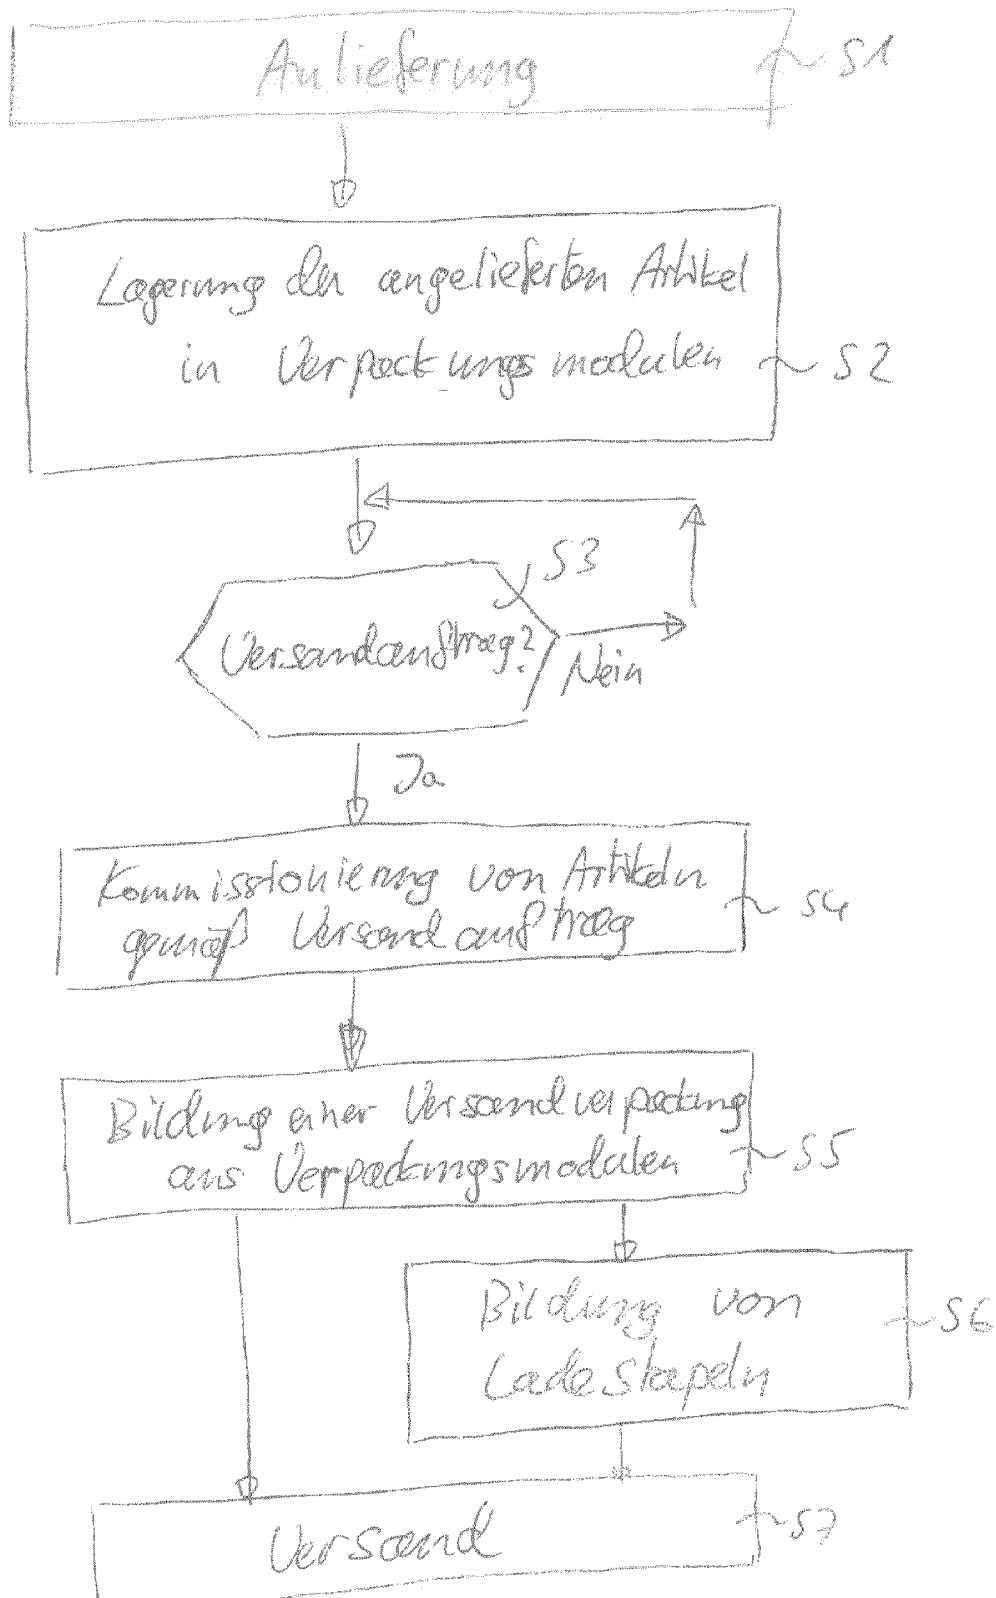 Anlieferung
S1
Lagerung der angelieferten Artikel
in Verpackungsmodulen
S2
S3
Versandauftrag?
Nein
Ja
Kommissionierung von Artikeln
gemäß Versandauftrag
S4
Bildung einer Versandverpackung
aus Verpackungsmodulen
S5
Bildung von
Ladestapeln
S6
Versand
S7